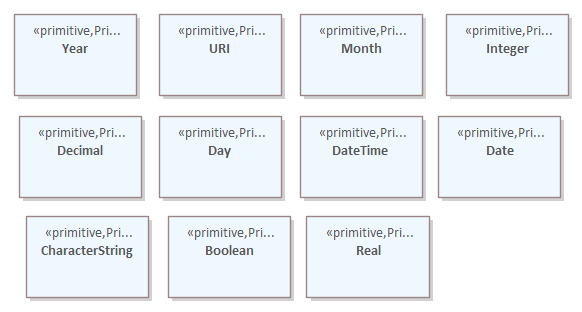 «primitive,Pri...
Year
«primitive,Pri...
URI
«primitive,Pri...
Month
«primitive,Pri...
Integer
«primitive,Pri...
Decimal
«primitive,Pri...
Day
«primitive,Pri...
DateTime
«primitive,Pri...
Date
«primitive,Pri...
CharacterString
«primitive,Pri...
Boolean
«primitive,Pri...
Real